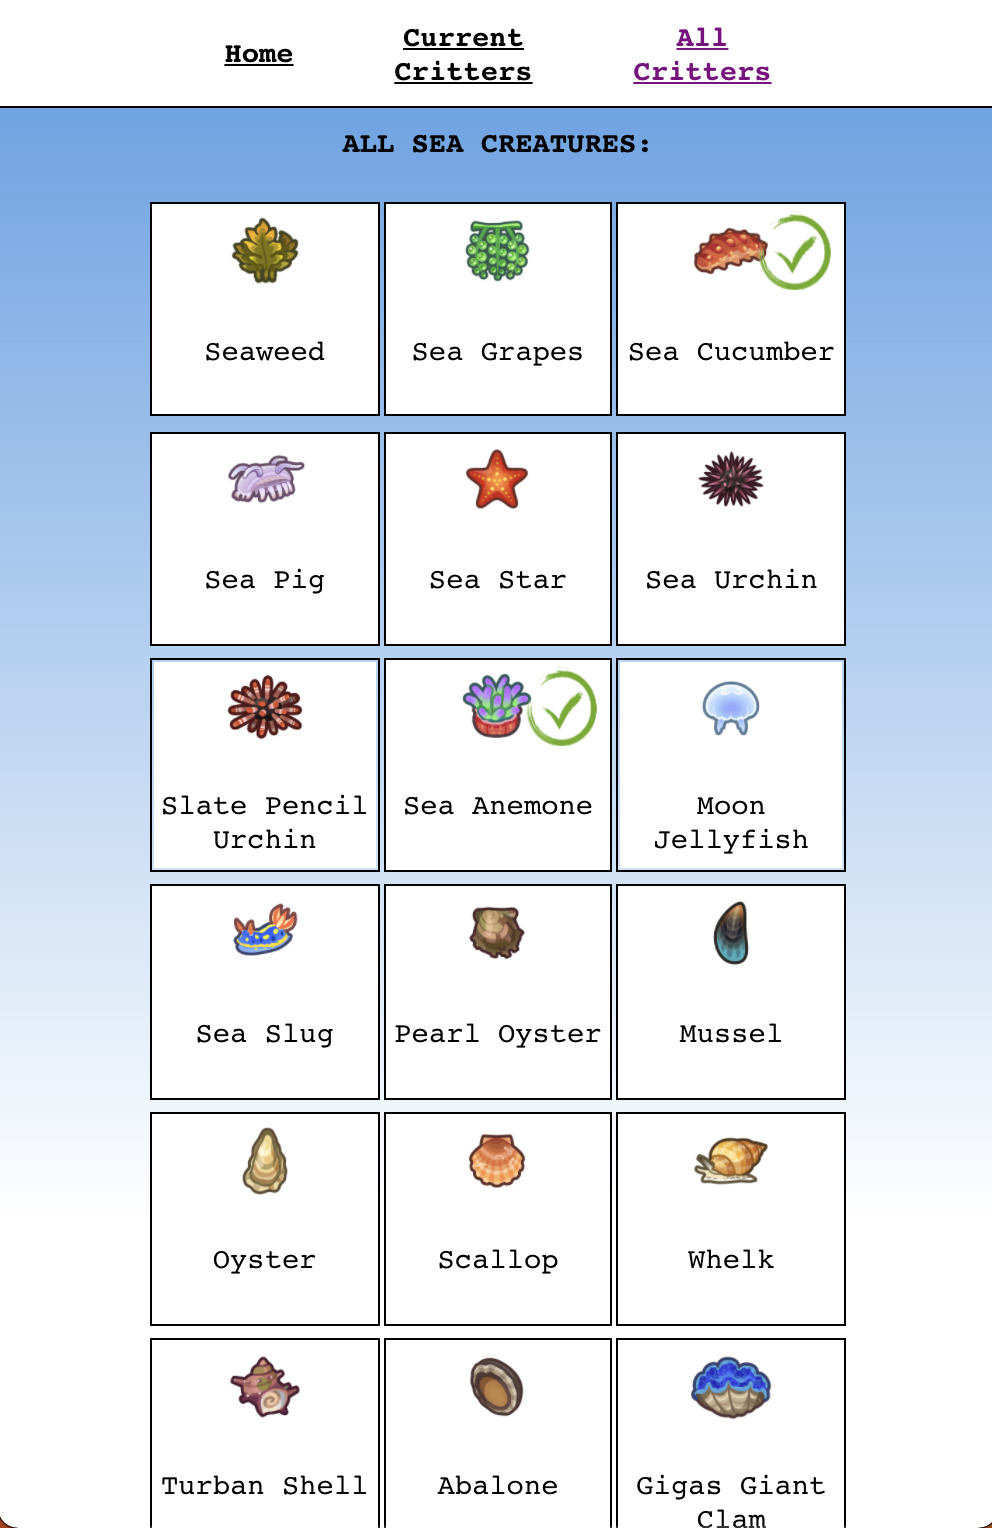 Home
Current
Critters
All
Critters
ALL SEA CREATURES:
Seaweed
Sea Grapes
Sea Cucumber
Sea Pig
Sea Star
Sea Urchin
Slate Pencil
Urchin
Sea Anemone
Moon
Jellyfish
Sea Slug
Pearl Oyster
Mussel
Oyster
Scallop
Whelk
Turban Shell
Abalone
Gigas Giant
Clam